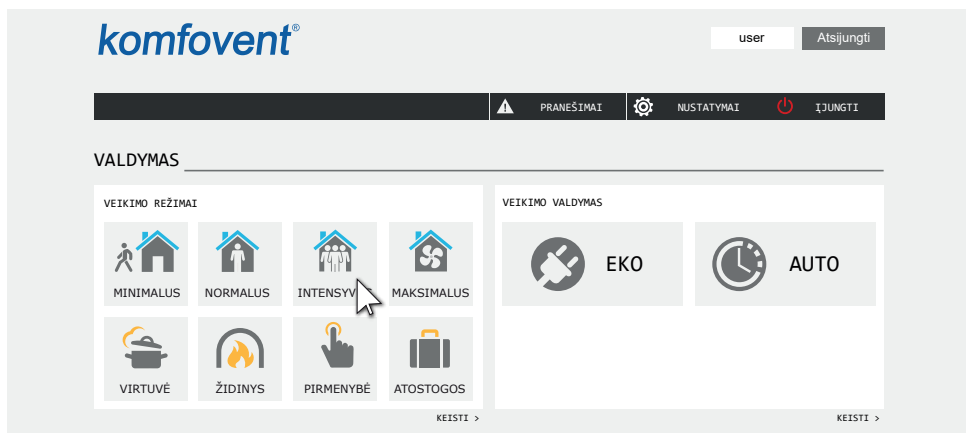 komfovent®
user Atsijungti
PRANEŠIMAI NUSTATYMAI ĮJUNGTI
VALDYMAS
VEIKIMO REŽIMAI
MINIMALUS NORMALUS MAKSIMALUS
VIRTUVĖ ŽIDINYS PIRMENYBĖ ATOSTOGOS
KEISTI >
VEIKIMO VALDYMAS
EKO AUTO
KEISTI >